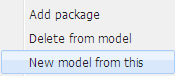 Add package
Delete from model
New model from this